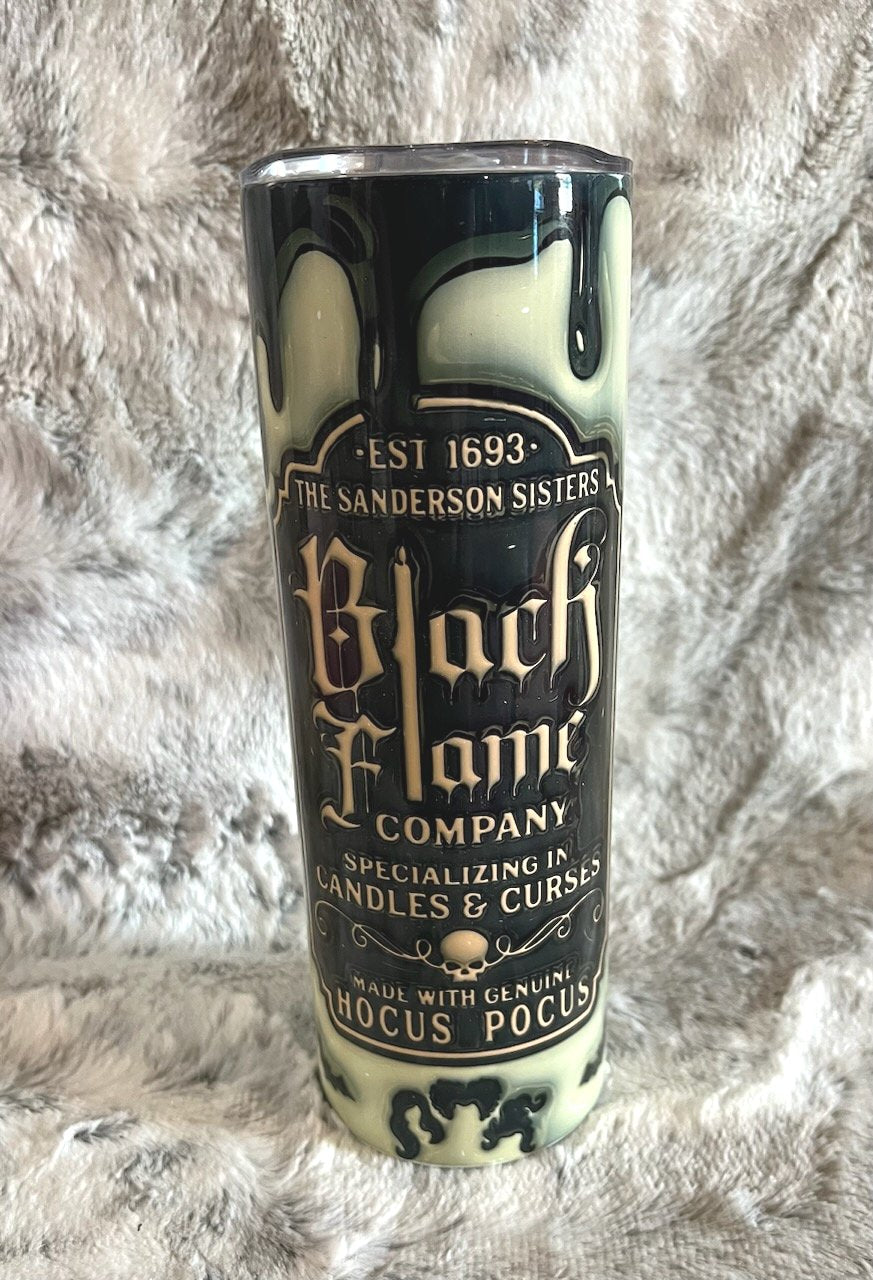 ·EST 1693·
THE SANDERSON SISTERS
Black
Flame
COMPANY
SPECIALIZING IN
CANDLES & CURSES
MADE WITH GENUINE
HOCUS POCUS